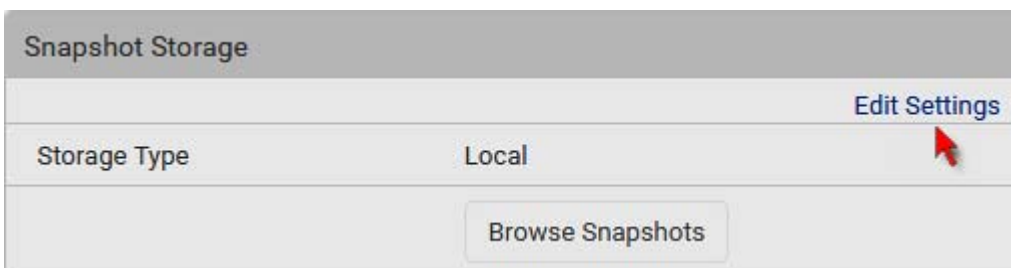 Snapshot Storage
Edit Settings
Storage Type Local
Browse Snapshots